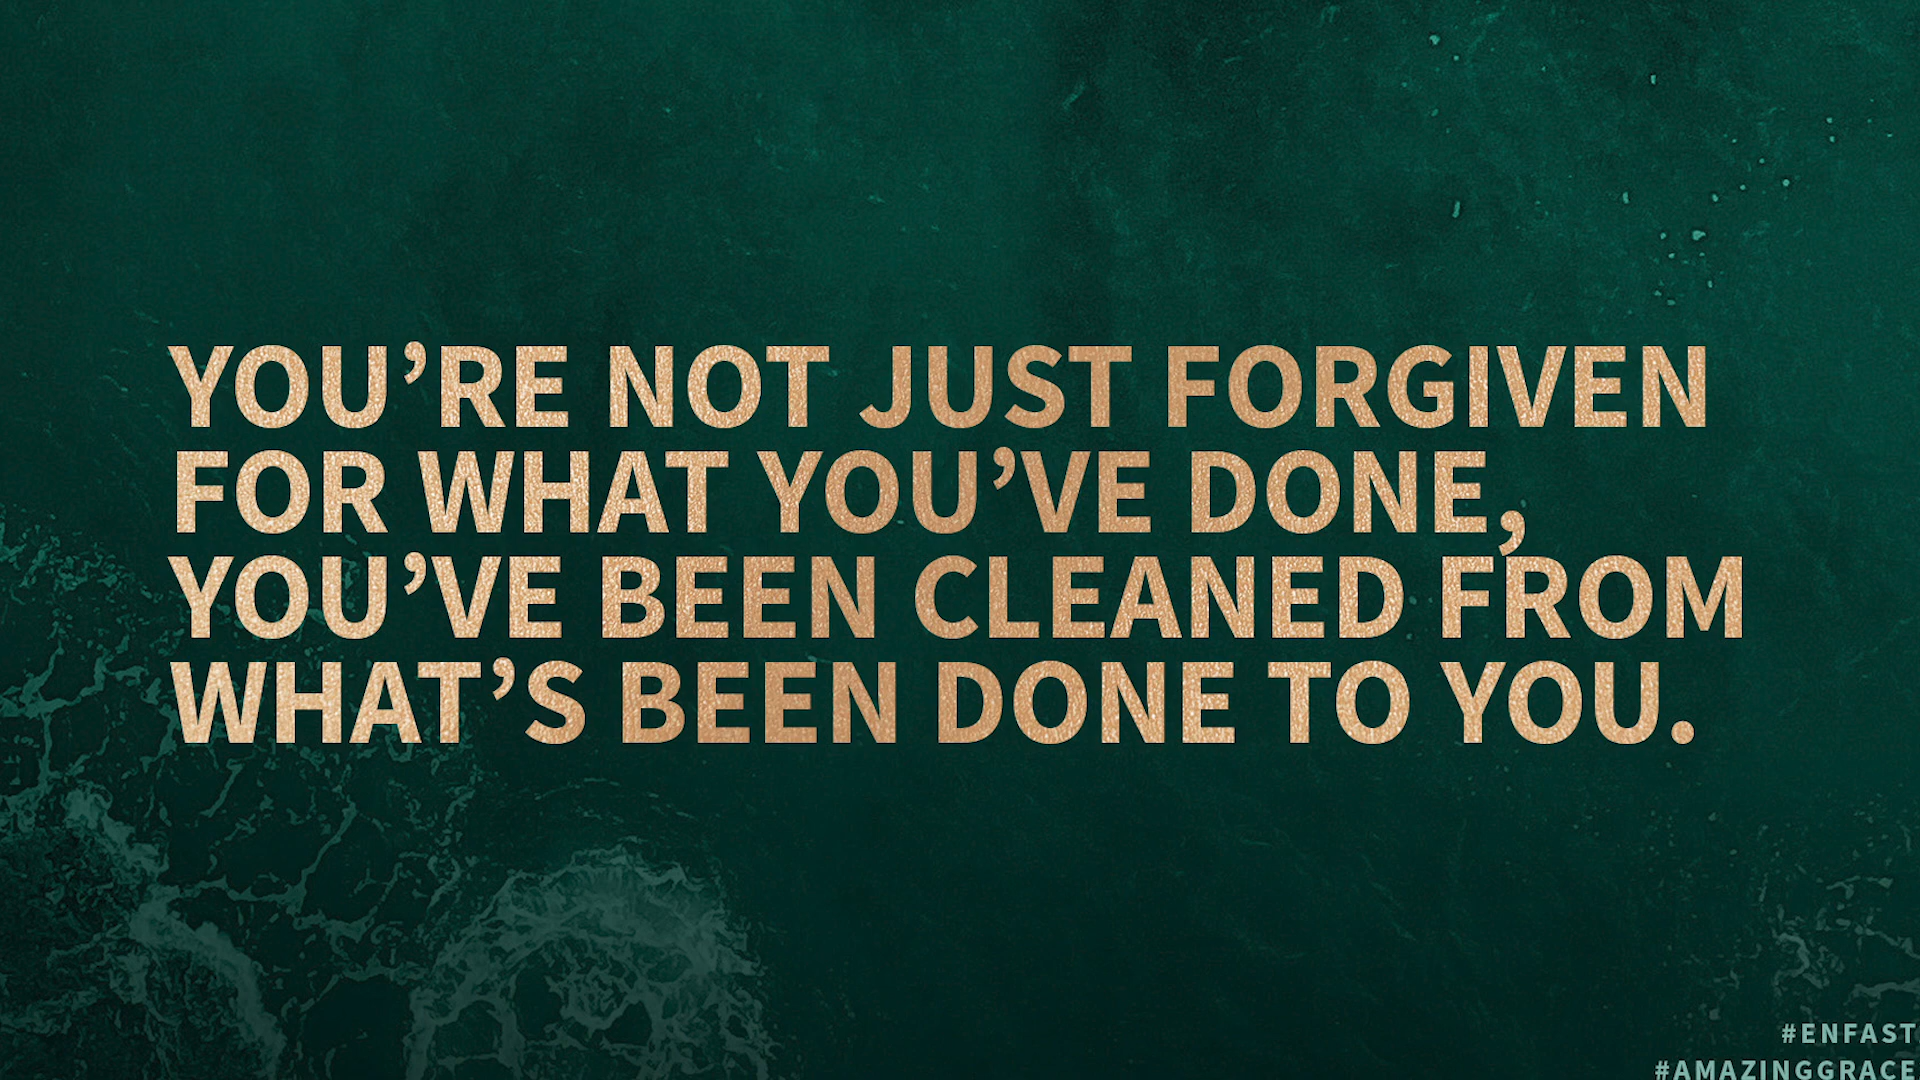 YOU’RE NOT JUST FORGIVEN
FOR WHAT YOU’VE DONE,
YOU’VE BEEN CLEANED FROM
WHAT’S BEEN DONE TO YOU.
#ENFAST
#AMAZINGGRACE